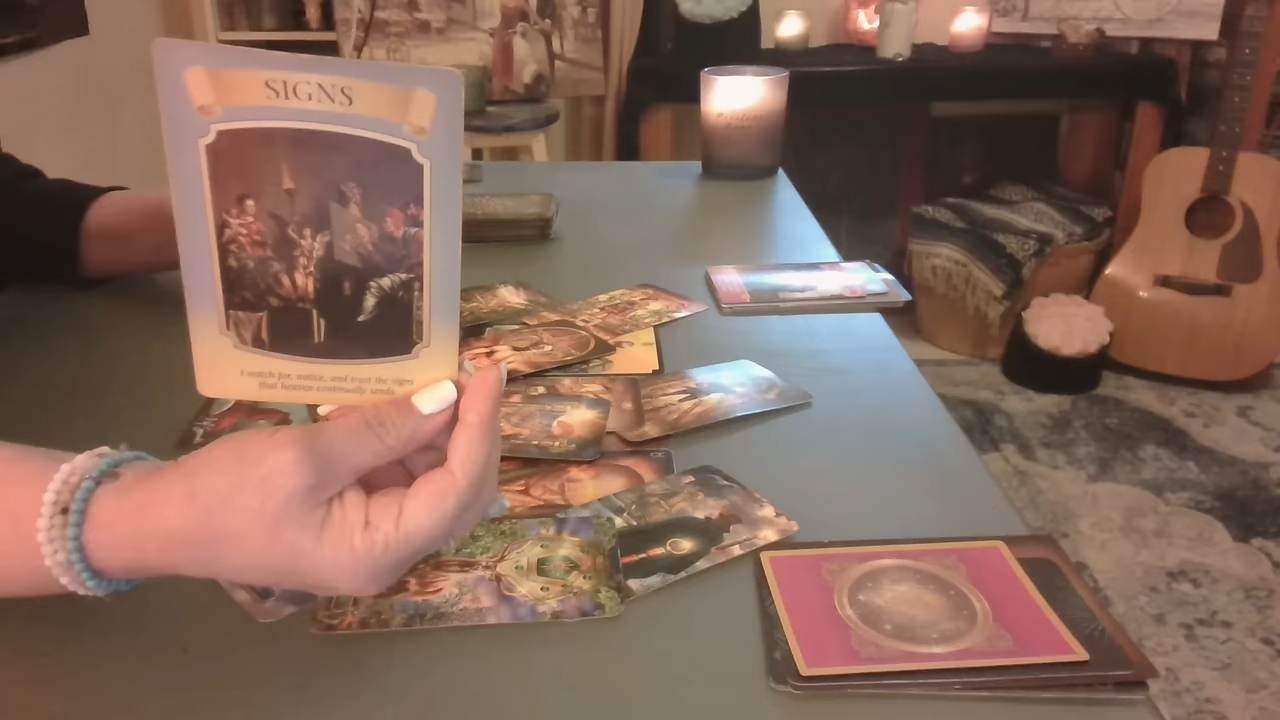 SIGNS
I watch for, notice, and trust the signs
that heaven continually sends.